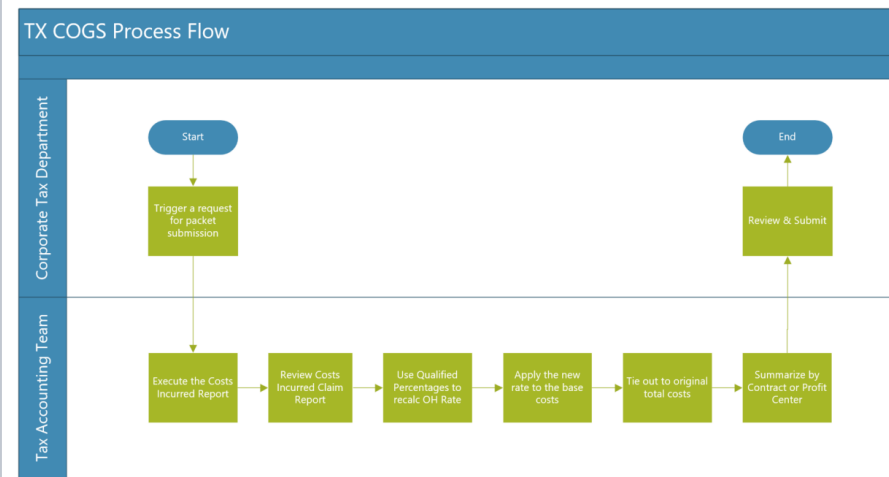 TX COGS Process Flow
Corporate Tax Department
Start
End
Trigger a request
for packet
submission
Review & Submit
Tax Accounting Team
Execute the Costs
Incurred Report
Review Costs
Incurred Claim
Report
Use Qualified
Percentages to
recalc OH Rate
Apply the new
rate to the base
costs
Tie out to original
total costs
Summarize by
Contract or Profit
Center